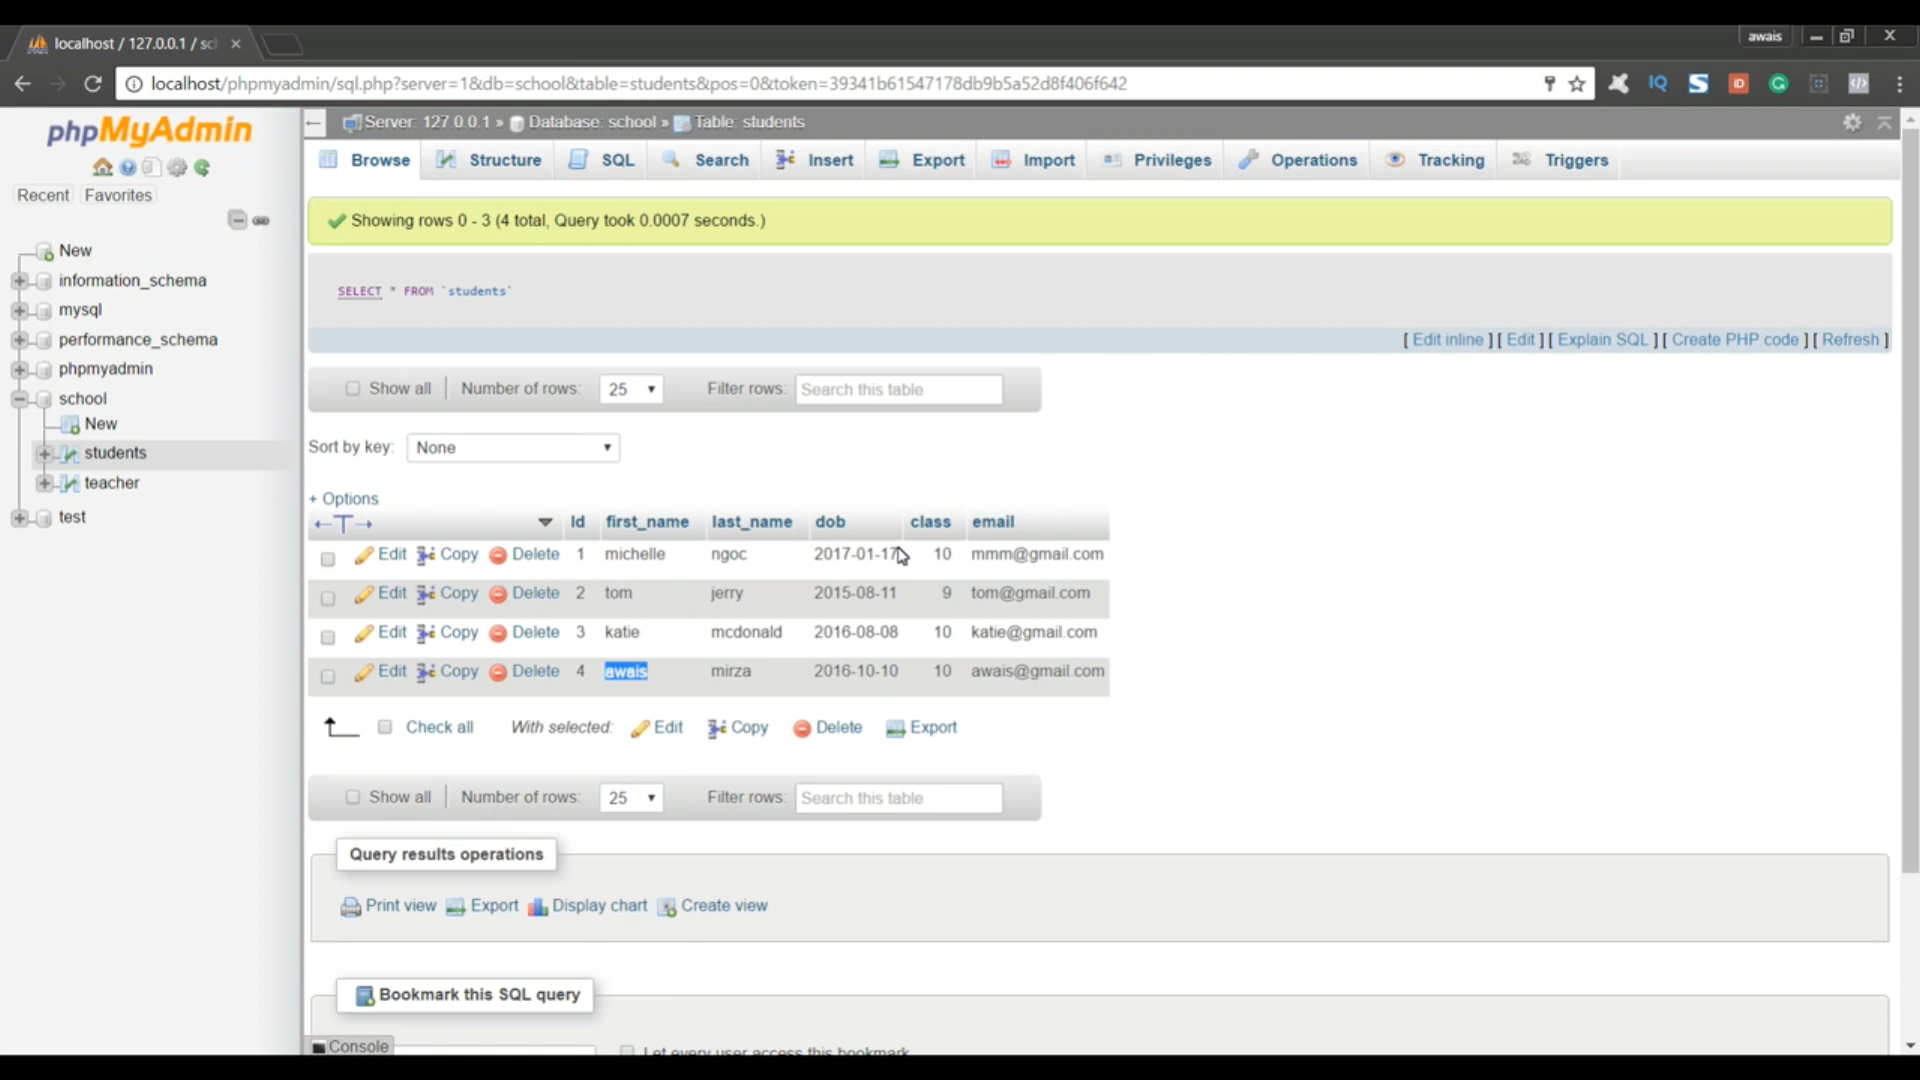 localhost / 127.0.0.1 / sc
awais
localhost/phpmyadmin/sql.php?server=1&db=school&table=students&pos=0&token=39341b61547178db9b5a52d8f406f642
phpMyAdmin
Recent Favorites
New
information_schema
mysql
performance_schema
phpmyadmin
school
New
students
teacher
test
Server: 127.0.0.1 » Database: school » Table: students
Browse Structure SQL Search Insert Export Import Privileges Operations Tracking Triggers
Showing rows 0 - 3 (4 total, Query took 0.0007 seconds.)
SELECT * FROM `students`
[ Edit inline ] [ Edit ] [ Explain SQL ] [ Create PHP code ] [ Refresh ]
Show all | Number of rows: 25 Filter rows: Search this table
Sort by key: None
+ Options
←T→ Id first_name last_name dob class email
Edit Copy Delete 1 michelle ngoc 2017-01-17 10 mmm@gmail.com
Edit Copy Delete 2 tom jerry 2015-08-11 9 tom@gmail.com
Edit Copy Delete 3 katie mcdonald 2016-08-08 10 katie@gmail.com
Edit Copy Delete 4 awais mirza 2016-10-10 10 awais@gmail.com
Check all With selected: Edit Copy Delete Export
Show all | Number of rows: 25 Filter rows: Search this table
Query results operations
Print view Export Display chart Create view
Bookmark this SQL query
Console
Let every user access this bookmark